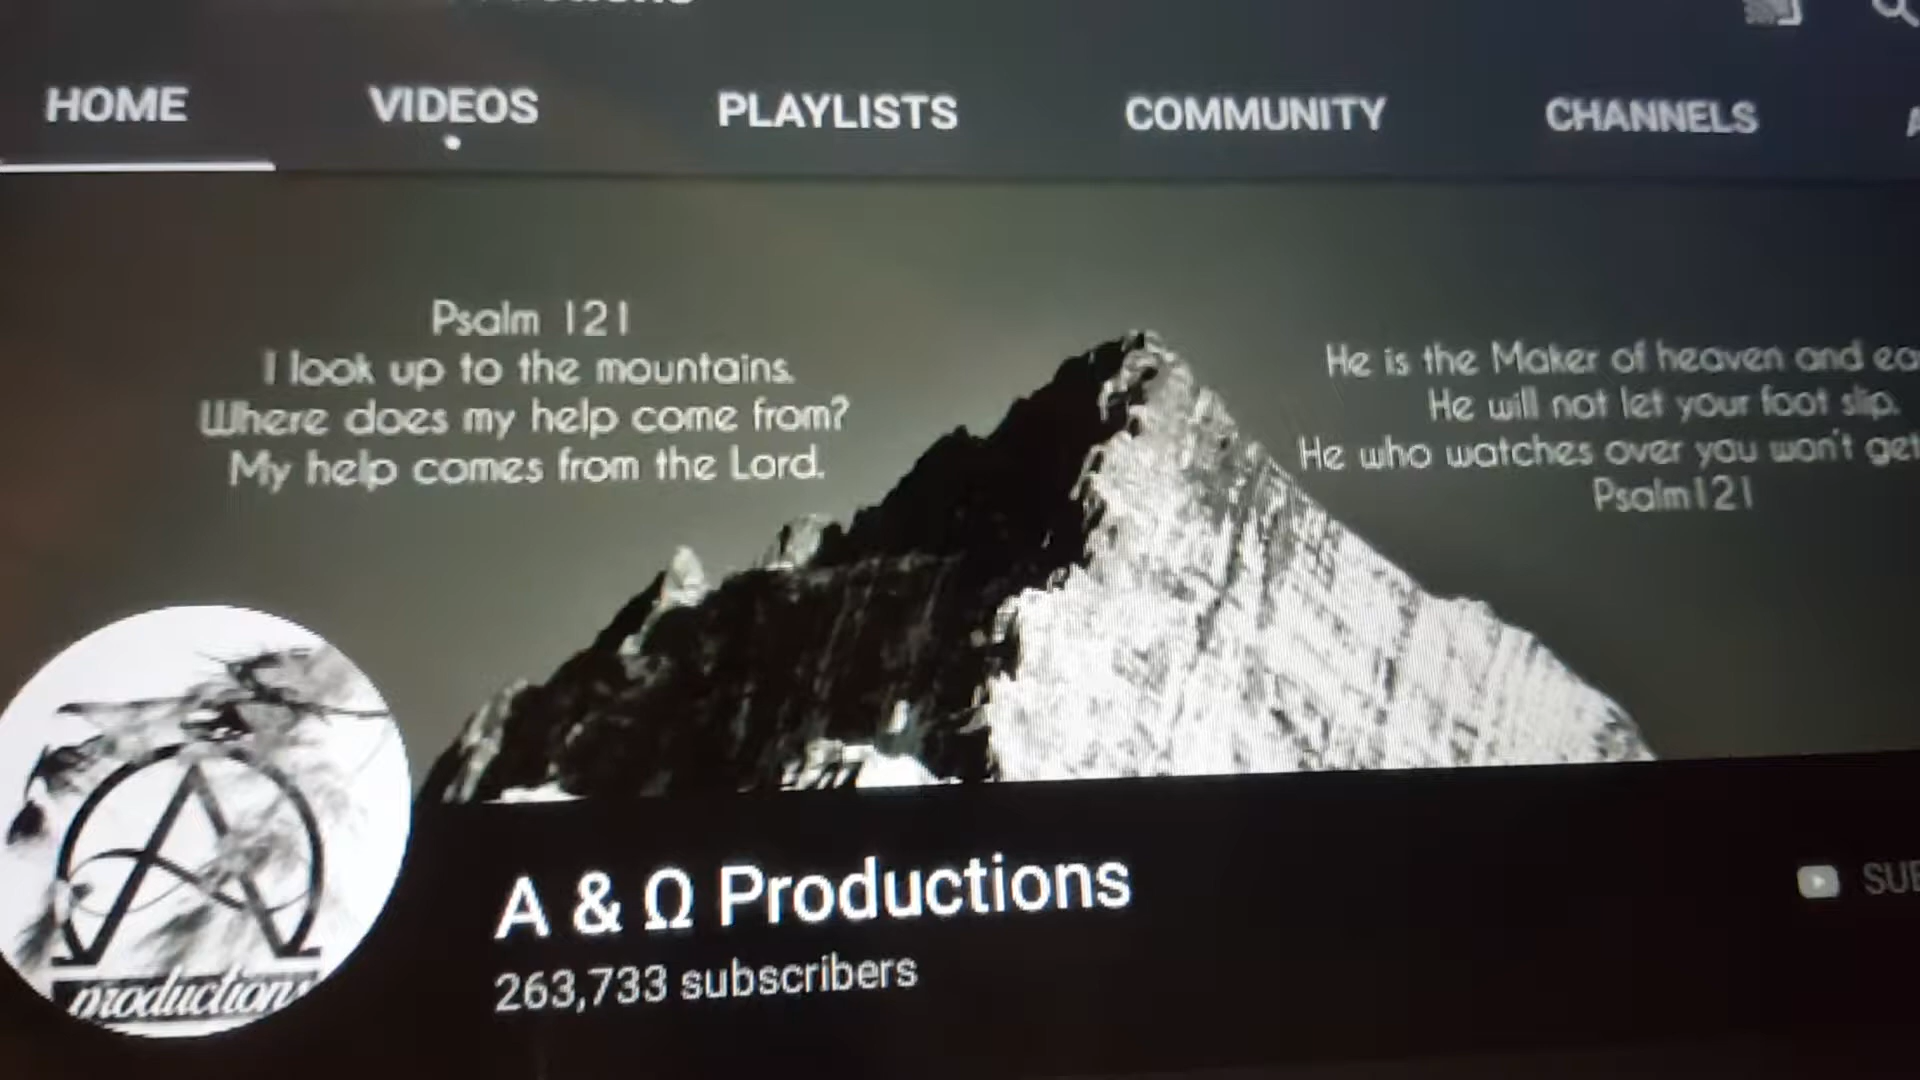 HOME VIDEOS PLAYLISTS COMMUNITY CHANNELS
Psalm 121
I look up to the mountains.
Where does my help come from?
My help comes from the Lord.
He is the Maker of heaven and
He will not let your foot slip.
He who watches over you won't get
Psalm121
productions
A & Ω Productions
263,733 subscribers